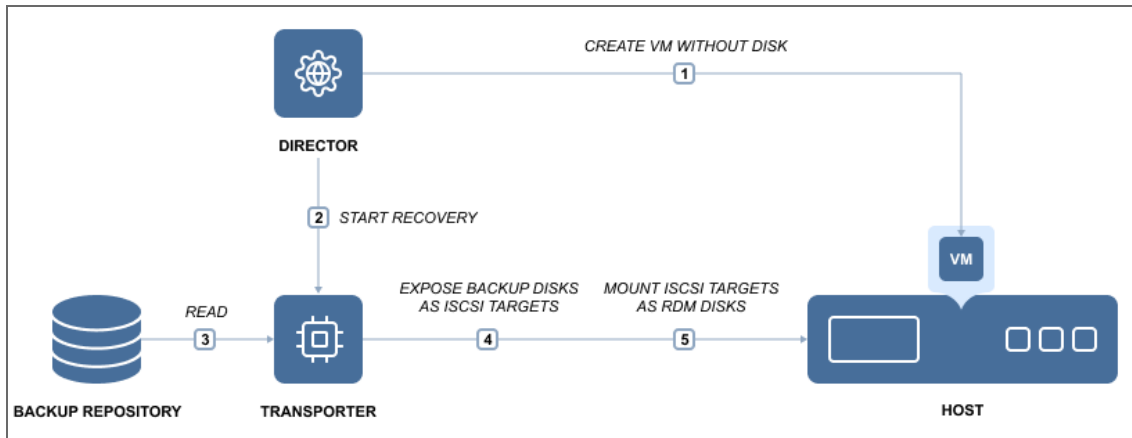 CREATE VM WITHOUT DISK
1
DIRECTOR
2 START RECOVERY
VM
EXPOSE BACKUP DISKS
AS ISCSI TARGETS
MOUNT ISCSI TARGETS
AS RDM DISKS
READ
3
4
5
BACKUP REPOSITORY
TRANSPORTER
HOST